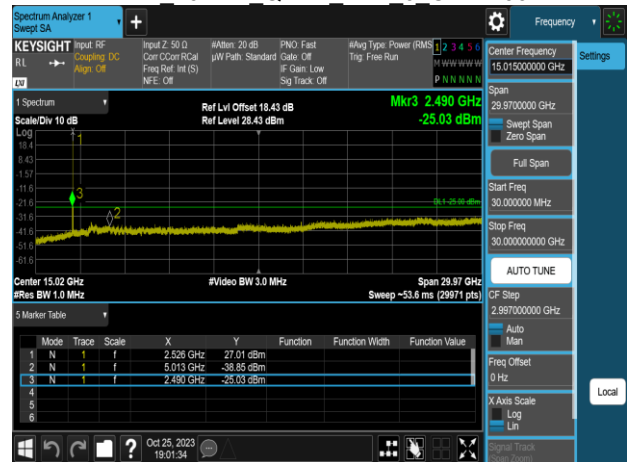 Spectrum Analyzer 1
Swept SA
Frequency
KEYSIGHT Input: RF
RL
Coupling: DC
Align: Off
LXI
Input Z: 50 Ω
Corr CCorr RCal
Freq Ref: Int (S)
NFE: Off
#Atten: 20 dB
µW Path: Standard
PNO: Fast
Gate: Off
IF Gain: Low
Sig Track: Off
#Avg Type: Power (RMS
Trig: Free Run
1 2 3 4 5 6
M W W W W W
P N N N N N
Center Frequency
15.015000000 GHz
Settings
Span
29.9700000 GHz
Swept Span
Zero Span
Full Span
Start Freq
30.000000 MHz
Stop Freq
30.000000000 GHz
AUTO TUNE
CF Step
2.997000000 GHz
Auto
Man
Freq Offset
0 Hz
X Axis Scale
Log
Lin
Local
Signal Track
(Span Zoom)
1 Spectrum
Scale/Div 10 dB
Ref Lvl Offset 18.43 dB
Ref Level 28.43 dBm
Mkr3 2.490 GHz
-25.03 dBm
Log
18.4
8.43
-1.57
-11.6
-21.6
-31.6
-41.6
-51.6
-61.6
1
3
2
DL1 -25.00 dBm
Center 15.02 GHz
#Res BW 1.0 MHz
#Video BW 3.0 MHz
Span 29.97 GHz
Sweep ~53.6 ms (29971 pts)
5 Marker Table
Mode Trace Scale X Y Function Function Width Function Value
1 N 1 f 2.526 GHz 27.01 dBm
2 N 1 f 5.013 GHz -38.85 dBm
3 N 1 f 2.490 GHz -25.03 dBm
4
5
6
Oct 25, 2023
19:01:34